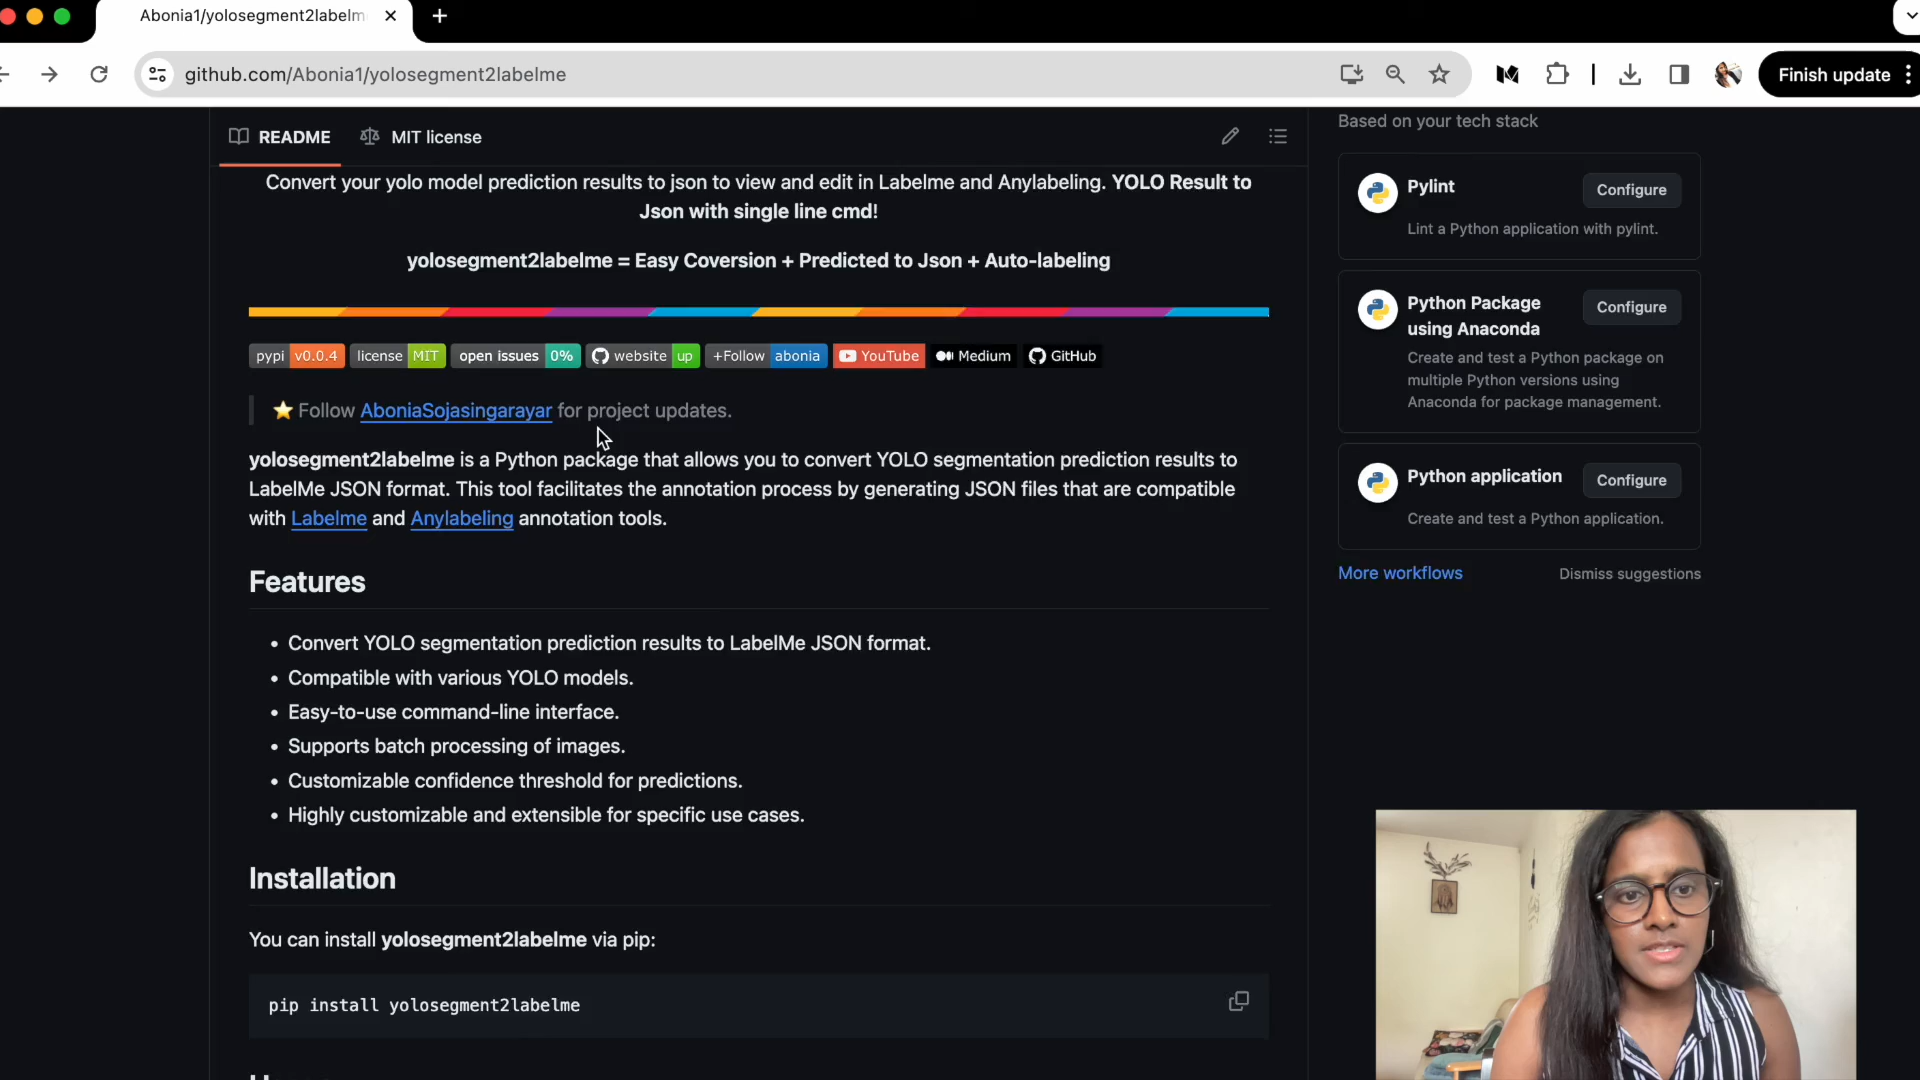 Abonia1/yolosegment2labelm
github.com/Abonia1/yolosegment2labelme
Finish update
README
MIT license
Convert your yolo model prediction results to json to view and edit in Labelme and Anylabeling. YOLO Result to
Json with single line cmd!
yolosegment2labelme = Easy Coversion + Predicted to Json + Auto-labeling
pypi v0.0.4 license MIT open issues 0% website up +Follow abonia YouTube Medium GitHub
Follow AboniaSojasingarayar for project updates.
yolosegment2labelme is a Python package that allows you to convert YOLO segmentation prediction results to
LabelMe JSON format. This tool facilitates the annotation process by generating JSON files that are compatible
with Labelme and Anylabeling annotation tools.
Features
• Convert YOLO segmentation prediction results to LabelMe JSON format.
• Compatible with various YOLO models.
• Easy-to-use command-line interface.
• Supports batch processing of images.
• Customizable confidence threshold for predictions.
• Highly customizable and extensible for specific use cases.
Installation
You can install yolosegment2labelme via pip:
pip install yolosegment2labelme
Based on your tech stack
Pylint
Configure
Lint a Python application with pylint.
Python Package
using Anaconda
Configure
Create and test a Python package on
multiple Python versions using
Anaconda for package management.
Python application
Configure
Create and test a Python application.
More workflows
Dismiss suggestions